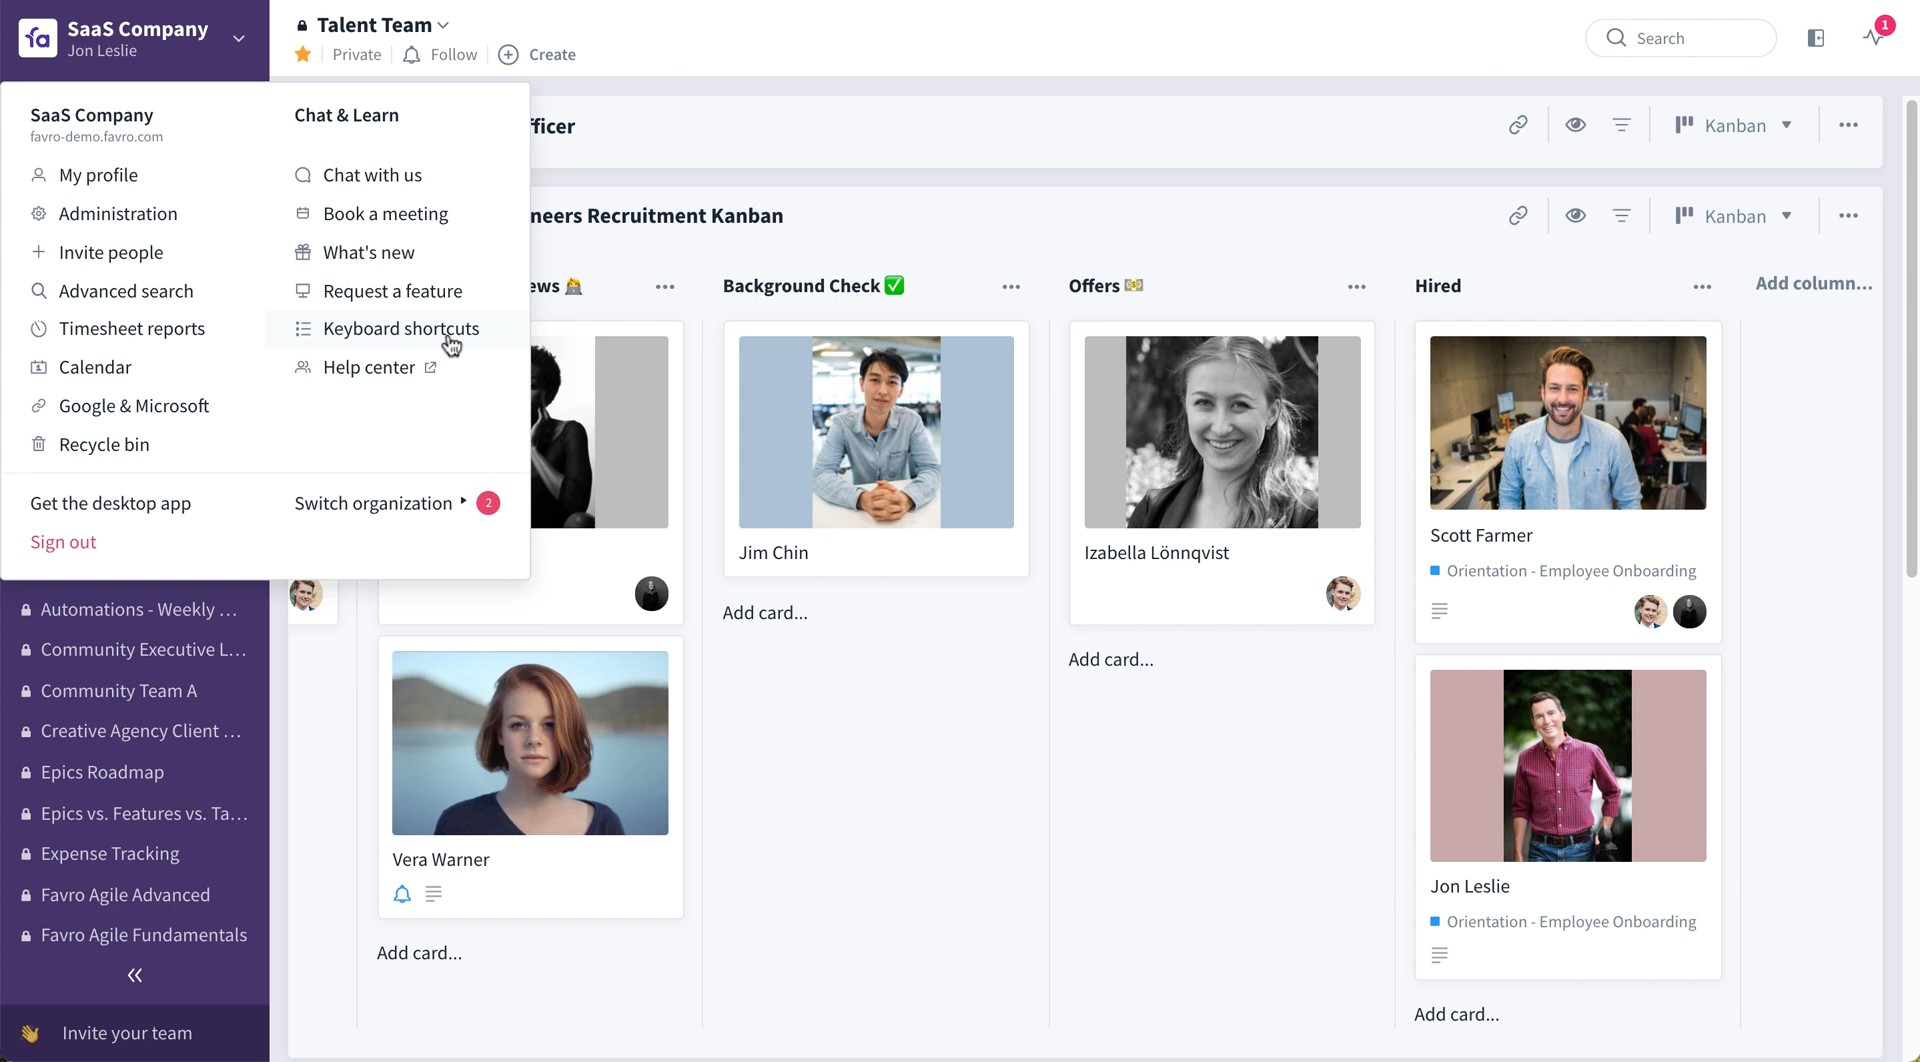 SaaS Company
Jon Leslie
Talent Team
Private
Follow
Create
Search
1
SaaS Company
favro-demo.favro.com
My profile
Administration
Invite people
Advanced search
Timesheet reports
Calendar
Google & Microsoft
Recycle bin
Chat & Learn
Chat with us
Book a meeting
What's new
Request a feature
Keyboard shortcuts
Help center
Get the desktop app
Switch organization
2
Sign out
fficer
Kanban
neers Recruitment Kanban
Kanban
ews
Background Check
Offers
Hired
Add column...
Vera Warner
Add card...
Jim Chin
Add card...
Izabella Lönnqvist
Add card...
Scott Farmer
Orientation - Employee Onboarding
Jon Leslie
Orientation - Employee Onboarding
Add card...
Automations - Weekly ...
Community Executive L...
Community Team A
Creative Agency Client ...
Epics Roadmap
Epics vs. Features vs. Ta...
Expense Tracking
Favro Agile Advanced
Favro Agile Fundamentals
Invite your team